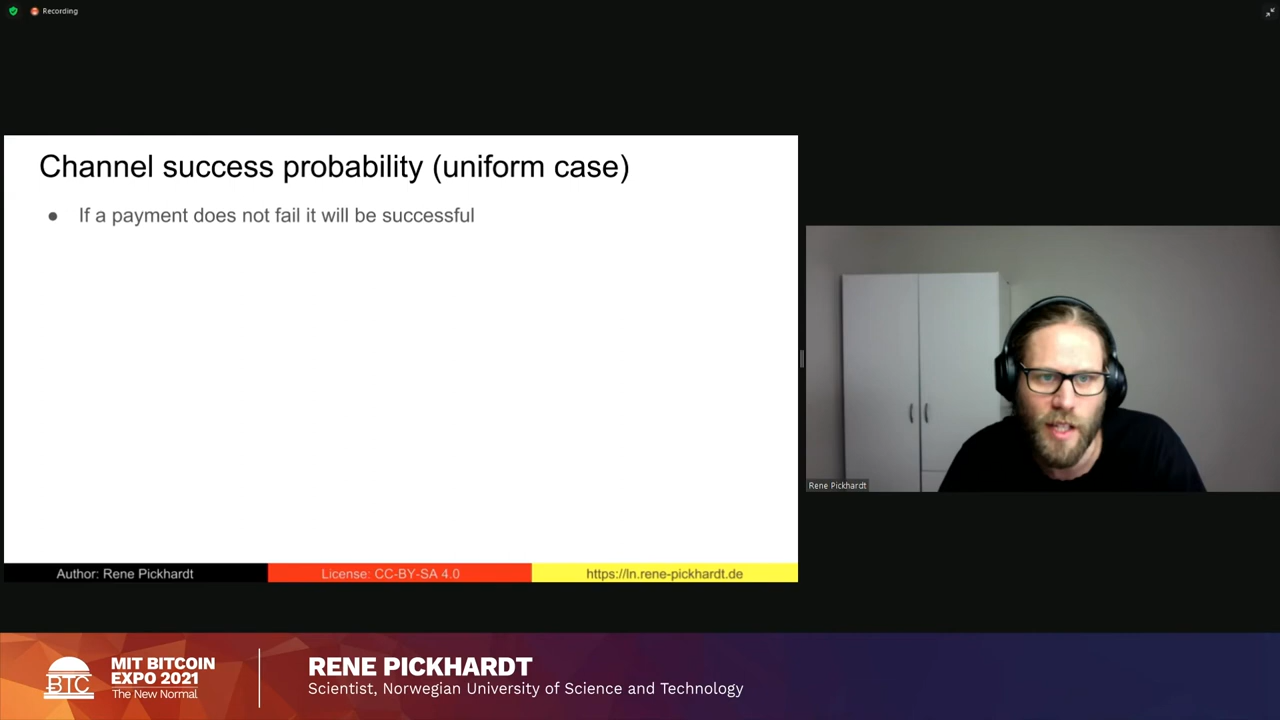 Recording
Channel success probability (uniform case)
● If a payment does not fail it will be successful
Rene Pickhardt
Author: Rene Pickhardt
License: CC-BY-SA 4.0
https://ln.rene-pickhardt.de
BTC
MIT BITCOIN
EXPO 2021
The New Normal
RENE PICKHARDT
Scientist, Norwegian University of Science and Technology